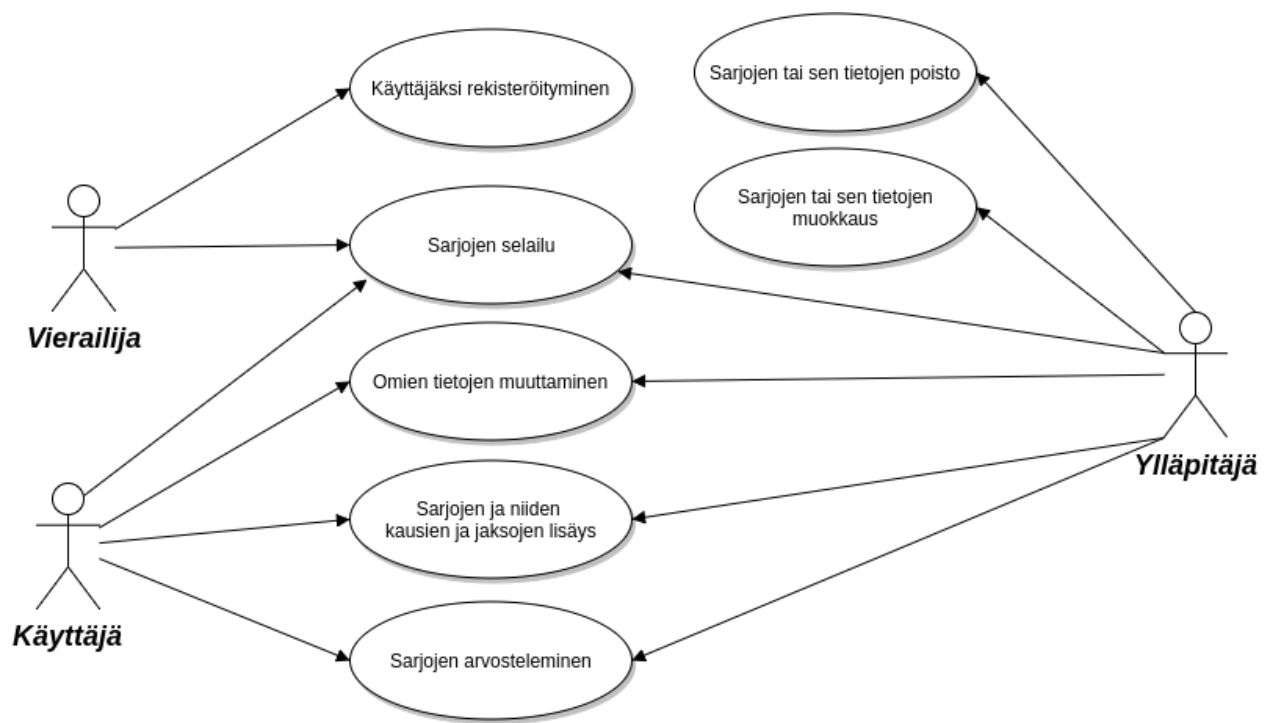 Käyttäjäksi rekisteröityminen
Sarjojen tai sen tietojen poisto
Sarjojen tai sen tietojen
muokkaus
Sarjojen selailu
Vierailija
Omien tietojen muuttaminen
Ylläpitäjä
Sarjojen ja niiden
kausien ja jaksojen lisäys
Käyttäjä
Sarjojen arvosteleminen